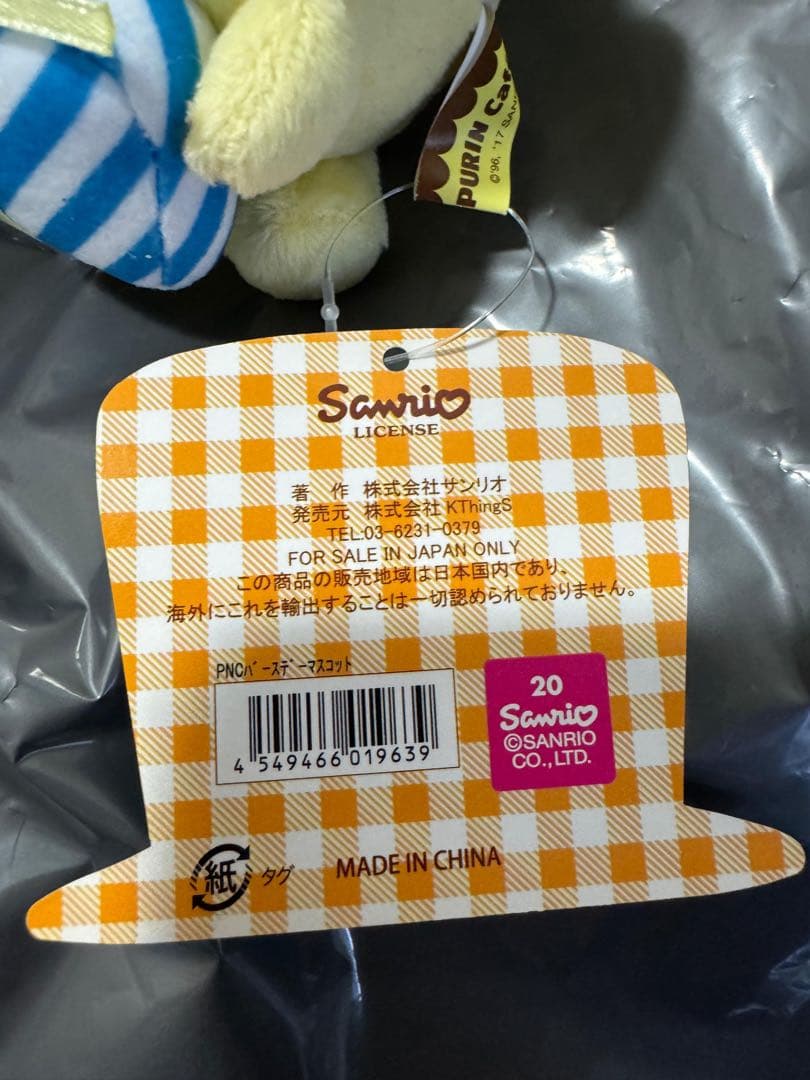 PURIN
©'96, '17
Sanrio
LICENSE
著 作 株式会社サンリオ
発売元 株式会社 KThingS
TEL:03-6231-0379
FOR SALE IN JAPAN ONLY
この商品の販売地域は日本国内であり、
海外にこれを輸出することは一切認められておりません。
PNCバースデーマスコット
4 549466 019639
20
Sanrio
©SANRIO
CO.,LTD.
紙 タグ
MADE IN CHINA